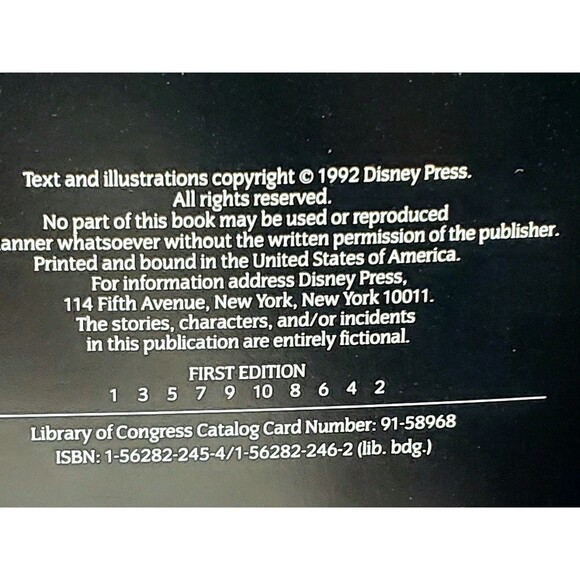 Text and illustrations copyright © 1992 Disney Press.
All rights reserved.
No part of this book may be used or reproduced
anner whatsoever without the written permission of the publisher.
Printed and bound in the United States of America.
For information address Disney Press,
114 Fifth Avenue, New York, New York 10011.
The stories, characters, and/or incidents
in this publication are entirely fictional.
FIRST EDITION
1 3 5 7 9 10 8 6 4 2
Library of Congress Catalog Card Number: 91-58968
ISBN: 1-56282-245-4/1-56282-246-2 (lib. bdg.)